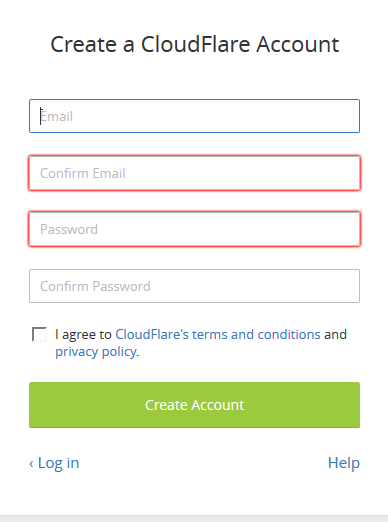 Create a CloudFlare Account
Email
Confirm Email
Password
Confirm Password
I agree to CloudFlare's terms and conditions and
privacy policy.
Create Account
‹ Log in
Help